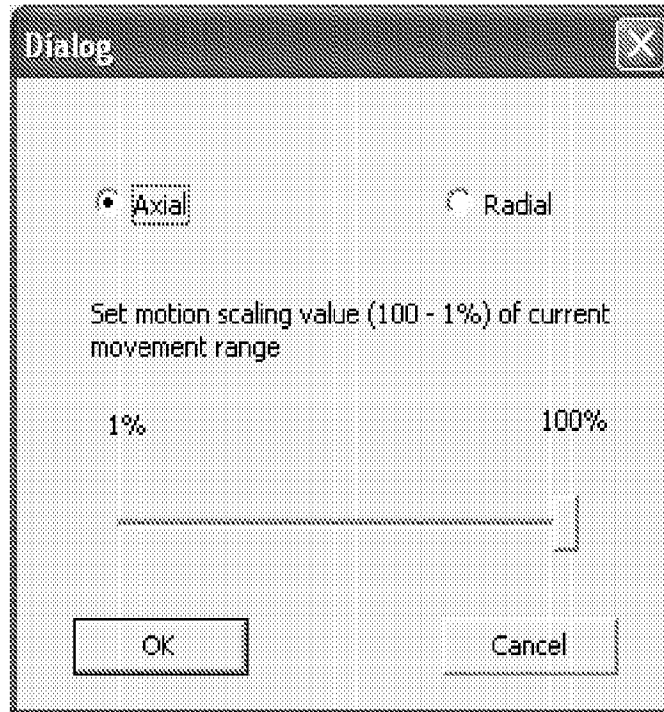 Dialog
Axial Radial
Set motion scaling value (100 - 1%) of current
movement range
1% 100%
OK Cancel